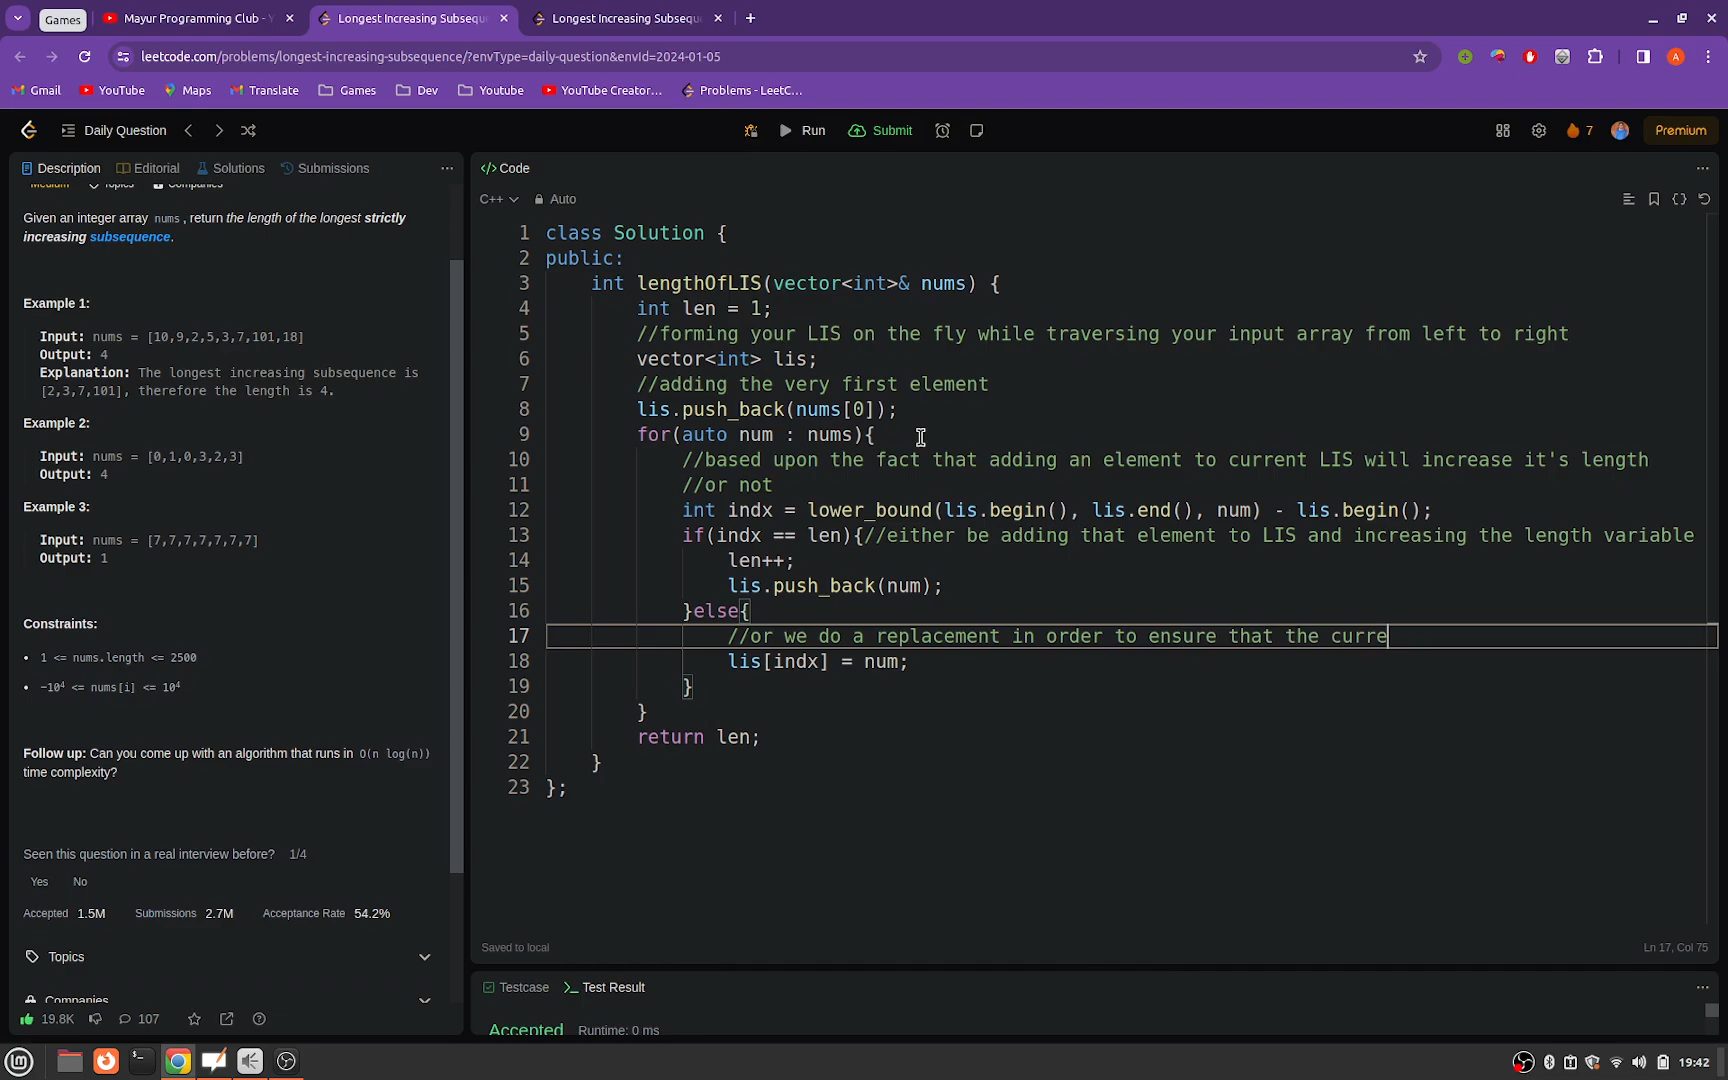 Games
Mayur Programming Club - Y
Longest Increasing Subsequ
Longest Increasing Subsequ
leetcode.com/problems/longest-increasing-subsequence/?envType=daily-question&envId=2024-01-05
Gmail YouTube Maps Translate Games Dev Youtube YouTube Creator... Problems - LeetC...
Daily Question Run Submit 7 Premium
Description Editorial Solutions Submissions
Medium Topics Companies
Given an integer array nums, return the length of the longest strictly
increasing subsequence.
Example 1:
Input: nums = [10,9,2,5,3,7,101,18]
Output: 4
Explanation: The longest increasing subsequence is
[2,3,7,101], therefore the length is 4.
Example 2:
Input: nums = [0,1,0,3,2,3]
Output: 4
Example 3:
Input: nums = [7,7,7,7,7,7,7]
Output: 1
Constraints:
• 1 <= nums.length <= 2500
• -10⁴ <= nums[i] <= 10⁴
Follow up: Can you come up with an algorithm that runs in O(n log(n))
time complexity?
Seen this question in a real interview before? 1/4
Yes No
Accepted 1.5M Submissions 2.7M Acceptance Rate 54.2%
Topics
Companies
19.8K 107
</> Code
C++ Auto
1 class Solution {
2 public:
3 int lengthOfLIS(vector<int>& nums) {
4 int len = 1;
5 //forming your LIS on the fly while traversing your input array from left to right
6 vector<int> lis;
7 //adding the very first element
8 lis.push_back(nums[0]);
9 for(auto num : nums){
10 //based upon the fact that adding an element to current LIS will increase it's length
11 //or not
12 int indx = lower_bound(lis.begin(), lis.end(), num) - lis.begin();
13 if(indx == len){//either be adding that element to LIS and increasing the length variable
14 len++;
15 lis.push_back(num);
16 }else{
17 //or we do a replacement in order to ensure that the curre
18 lis[indx] = num;
19 }
20 }
21 return len;
22 }
23 };
Saved to local Ln 17, Col 75
Testcase >_ Test Result
Accepted Runtime: 0 ms
19:42